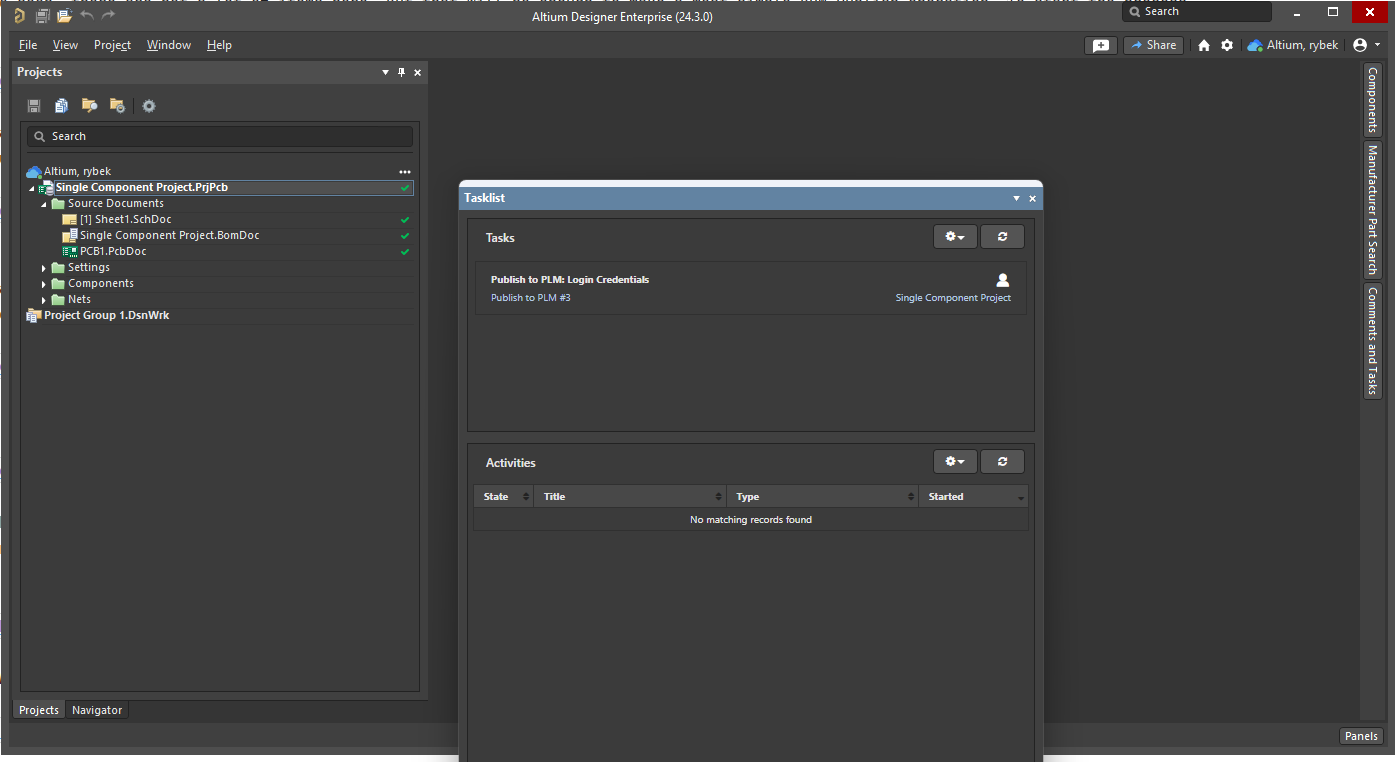 Altium Designer Enterprise (24.3.0)
Search
File View Project Window Help
Share
Altium, rybek
Projects
Search
Altium, rybek
Single Component Project.PrjPcb
Source Documents
[1] Sheet1.SchDoc
Single Component Project.BomDoc
PCB1.PcbDoc
Settings
Components
Nets
Project Group 1.DsnWrk
Projects Navigator
Tasklist
Tasks
Publish to PLM: Login Credentials
Publish to PLM #3 Single Component Project
Activities
State Title Type Started
No matching records found
Components
Manufacturer Part Search
Comments and Tasks
Panels